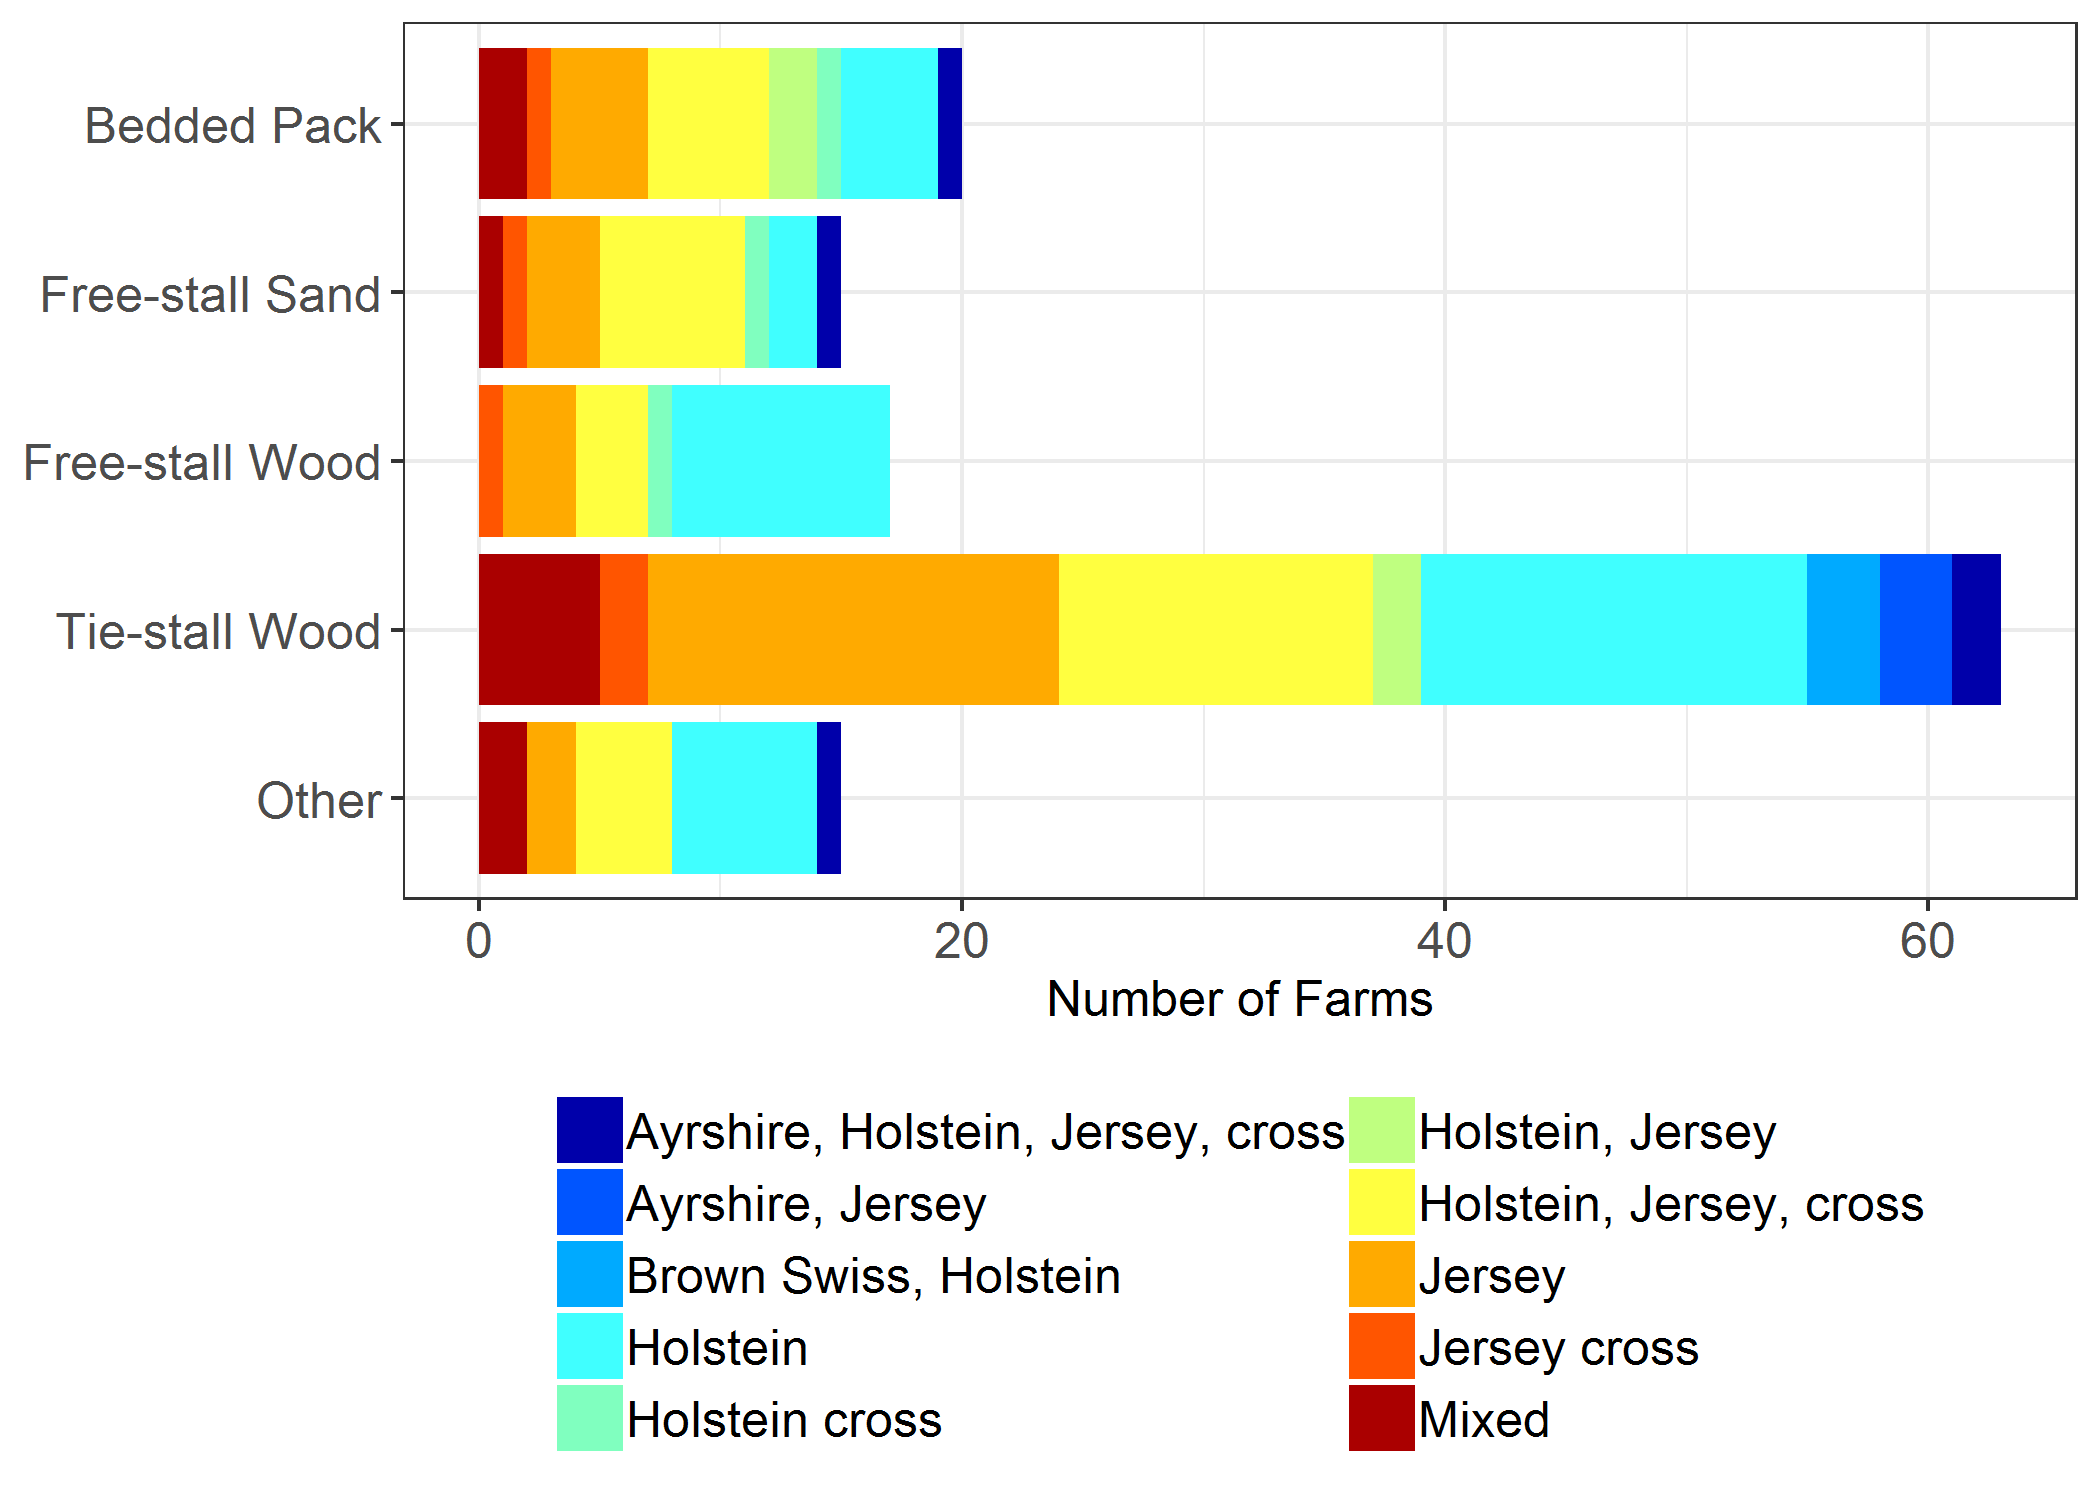 Bedded Pack
Free-stall Sand
Free-stall Wood
Tie-stall Wood
Other
0 20 40 60
Number of Farms
Ayrshire, Holstein, Jersey, cross
Ayrshire, Jersey
Brown Swiss, Holstein
Holstein
Holstein cross
Holstein, Jersey
Holstein, Jersey, cross
Jersey
Jersey cross
Mixed